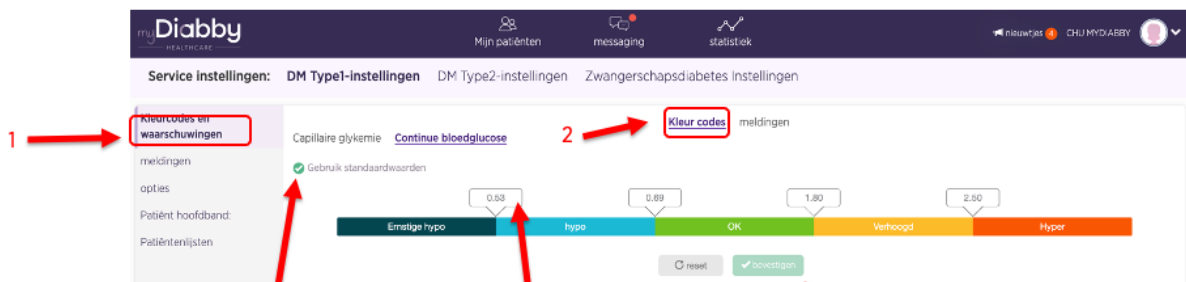 myDiabby
HEALTHCARE
Mijn patiënten
messaging
statistiek
nieuwtjes 4
CHU MYDIABBY
Service instellingen: DM Type1-instellingen DM Type2-instellingen Zwangerschapsdiabetes Instellingen
1
Kleurcodes en
waarschuwingen
meldingen
opties
Patiënt hoofdband:
Patiëntenlijsten
2
Kleur codes meldingen
Capillaire glykemie Continue bloedglucose
Gebruik standaardwaarden
0.53 0.69 1.80 2.50
Ernstige hypo hypo OK Verhoogd Hyper
reset bevestigen